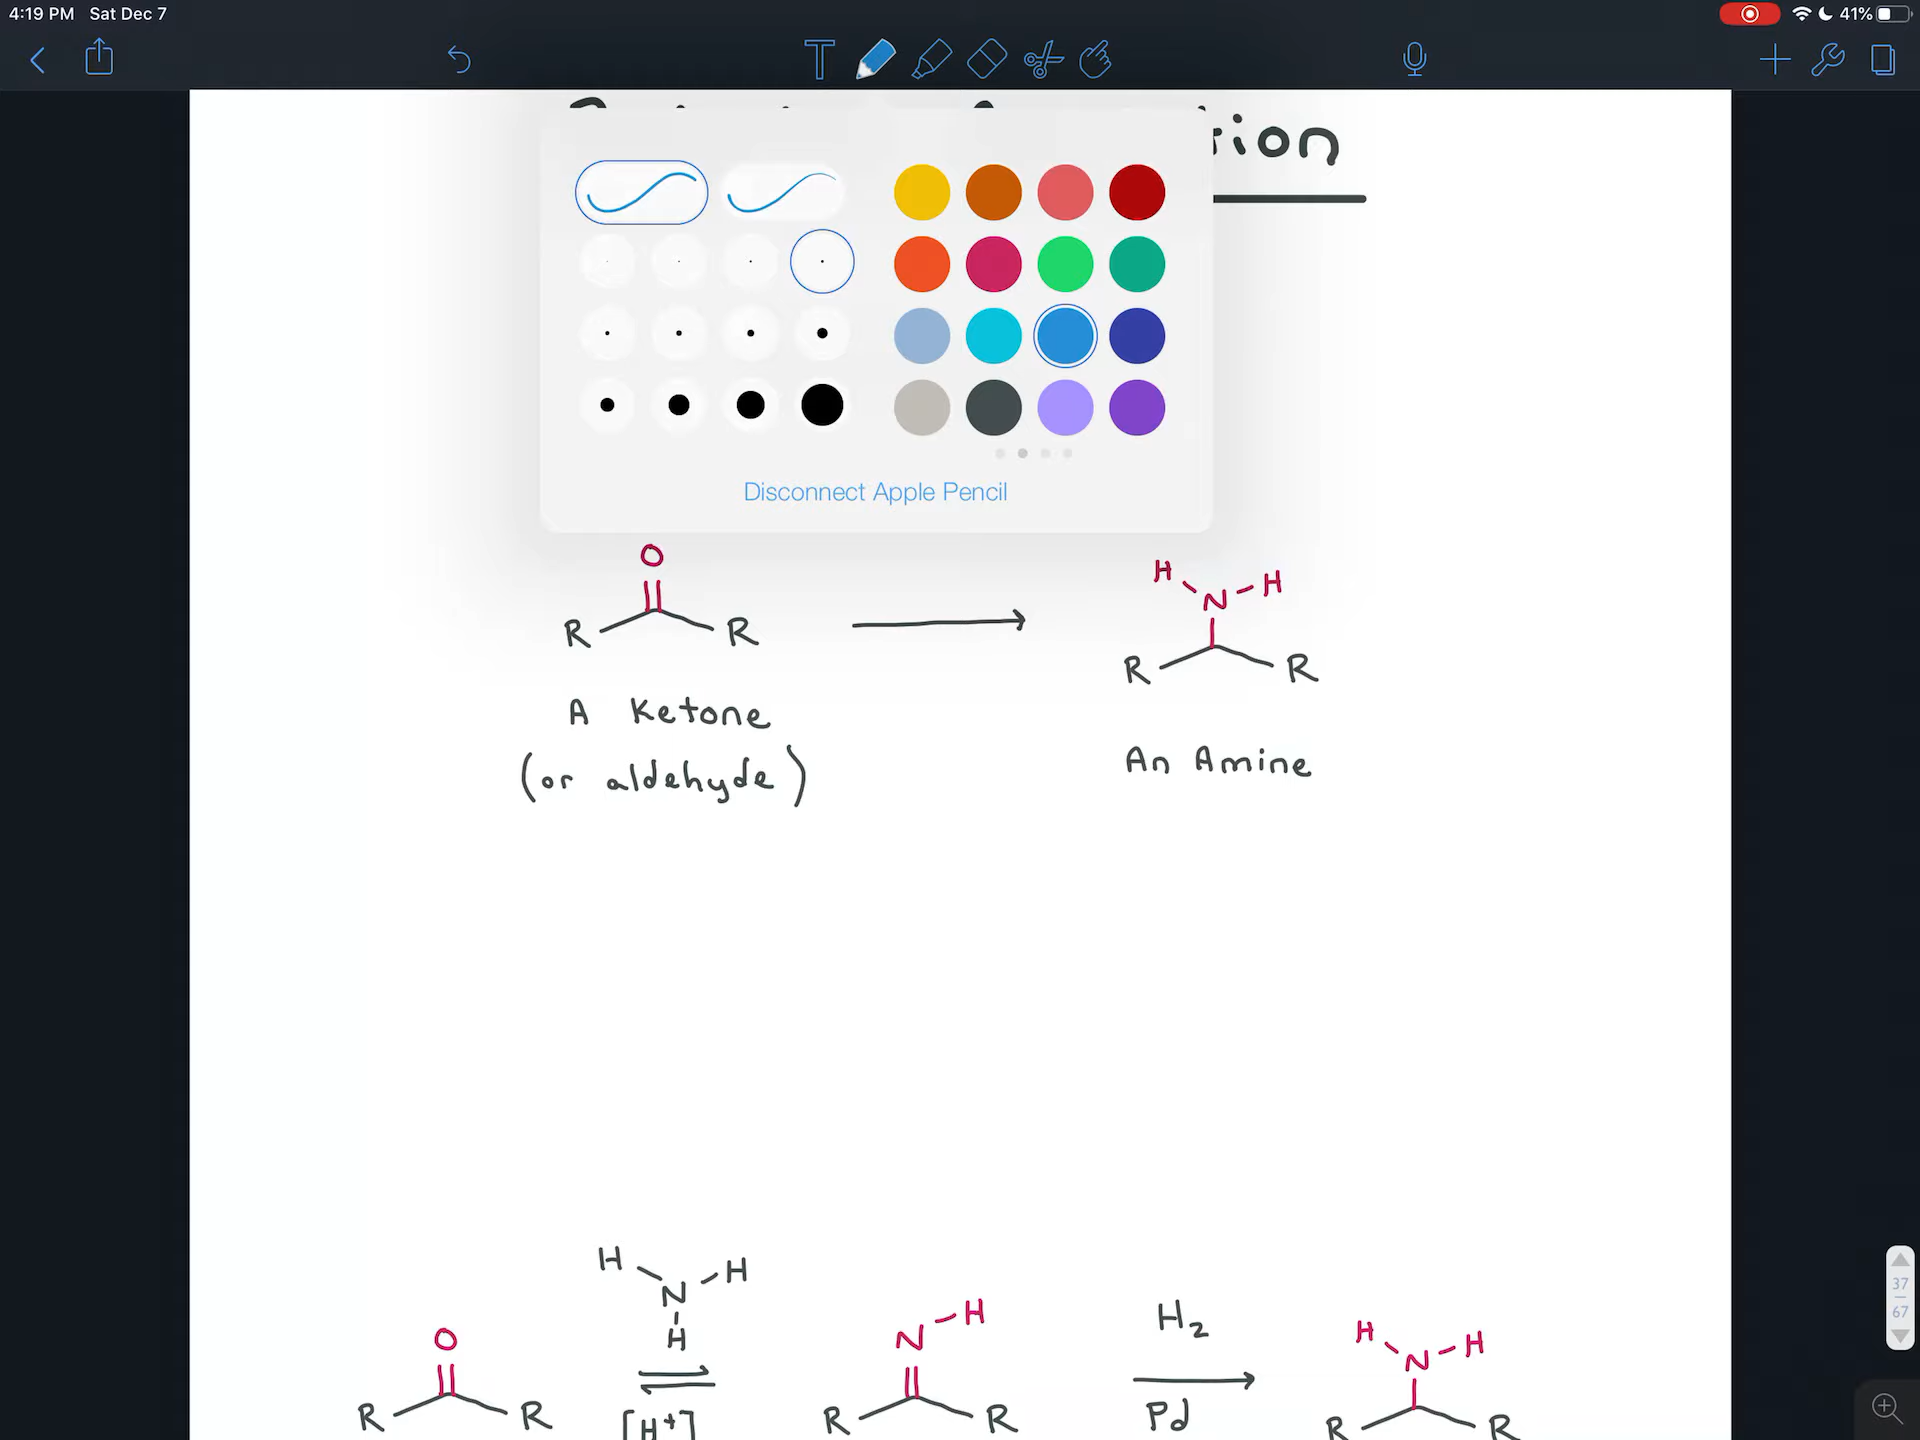 4:19 PM Sat Dec 7
41%
tion
Disconnect Apple Pencil
O
R R
H H
N
R R
A Ketone
(or aldehyde)
An Amine
H H
N
H
O
R R
[H+]
N H
R R
H2
Pd
H H
N
R R
37
67